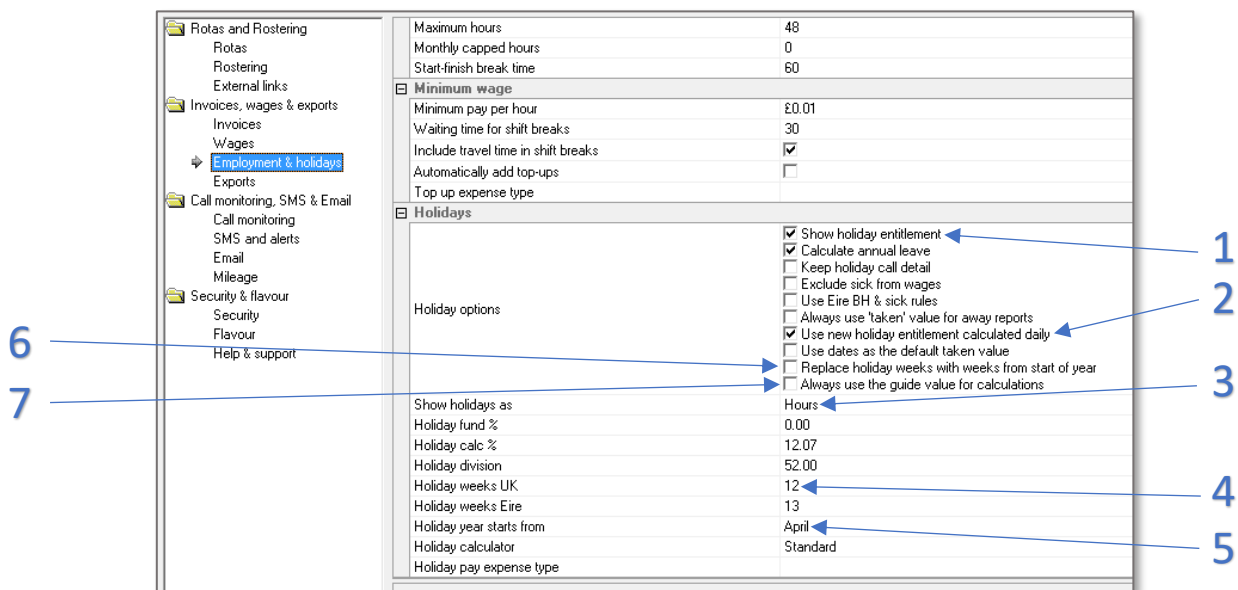 Rotas and Rostering
Rotas
Rostering
External links
Invoices, wages & exports
Invoices
Wages
Employment & holidays
Exports
Call monitoring, SMS & Email
Call monitoring
SMS and alerts
Email
Mileage
Security & flavour
Security
Flavour
Help & support
Maximum hours 48
Monthly capped hours 0
Start-finish break time 60
Minimum wage
Minimum pay per hour £0.01
Waiting time for shift breaks 30
Include travel time in shift breaks
Automatically add top-ups
Top up expense type
Holidays
Holiday options
Show holiday entitlement
Calculate annual leave
Keep holiday call detail
Exclude sick from wages
Use Eire BH & sick rules
Always use 'taken' value for away reports
Use new holiday entitlement calculated daily
Use dates as the default taken value
Replace holiday weeks with weeks from start of year
Always use the guide value for calculations
Show holidays as Hours
Holiday fund % 0.00
Holiday calc % 12.07
Holiday division 52.00
Holiday weeks UK 12
Holiday weeks Eire 13
Holiday year starts from April
Holiday calculator Standard
Holiday pay expense type
1
2
3
4
5
6
7